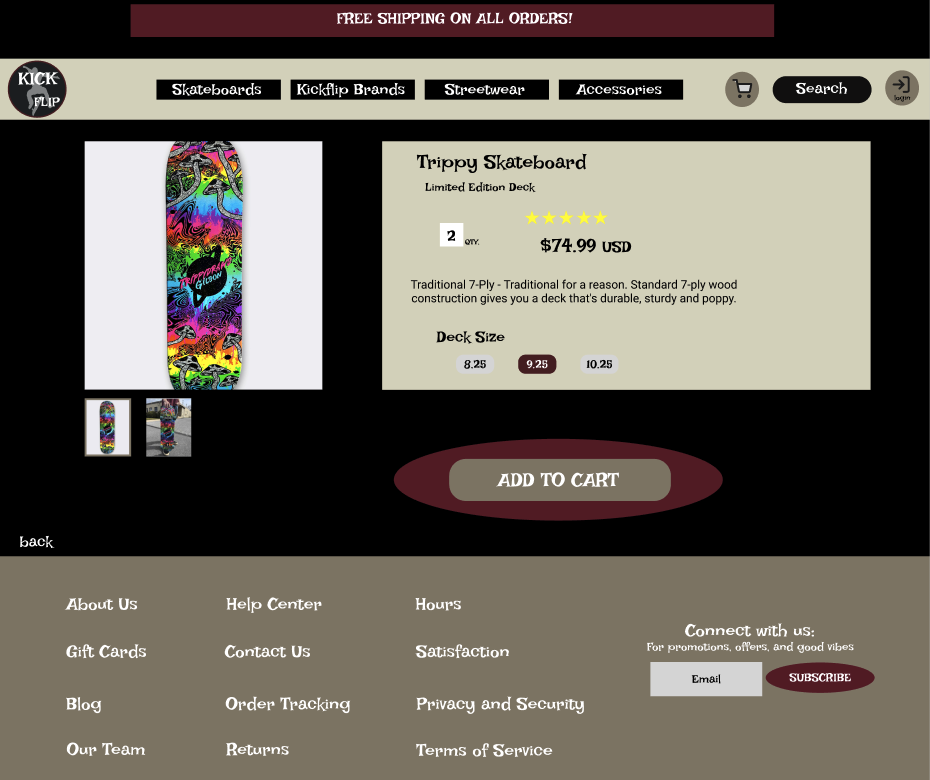 FREE SHIPPING ON ALL ORDERS!
KICK
FLIP
Skateboards
Kickflip Brands
Streetwear
Accessories
Search
login
Trippy Skateboard
Limited Edition Deck
2 QTY.
$74.99 USD
Traditional 7-Ply - Traditional for a reason. Standard 7-ply wood
construction gives you a deck that's durable, sturdy and poppy.
Deck Size
8.25
9.25
10.25
GILSON
ADD TO CART
back
About Us
Help Center
Hours
Gift Cards
Contact Us
Satisfaction
Blog
Order Tracking
Privacy and Security
Our Team
Returns
Terms of Service
Connect with us:
For promotions, offers, and good vibes
Email
SUBSCRIBE